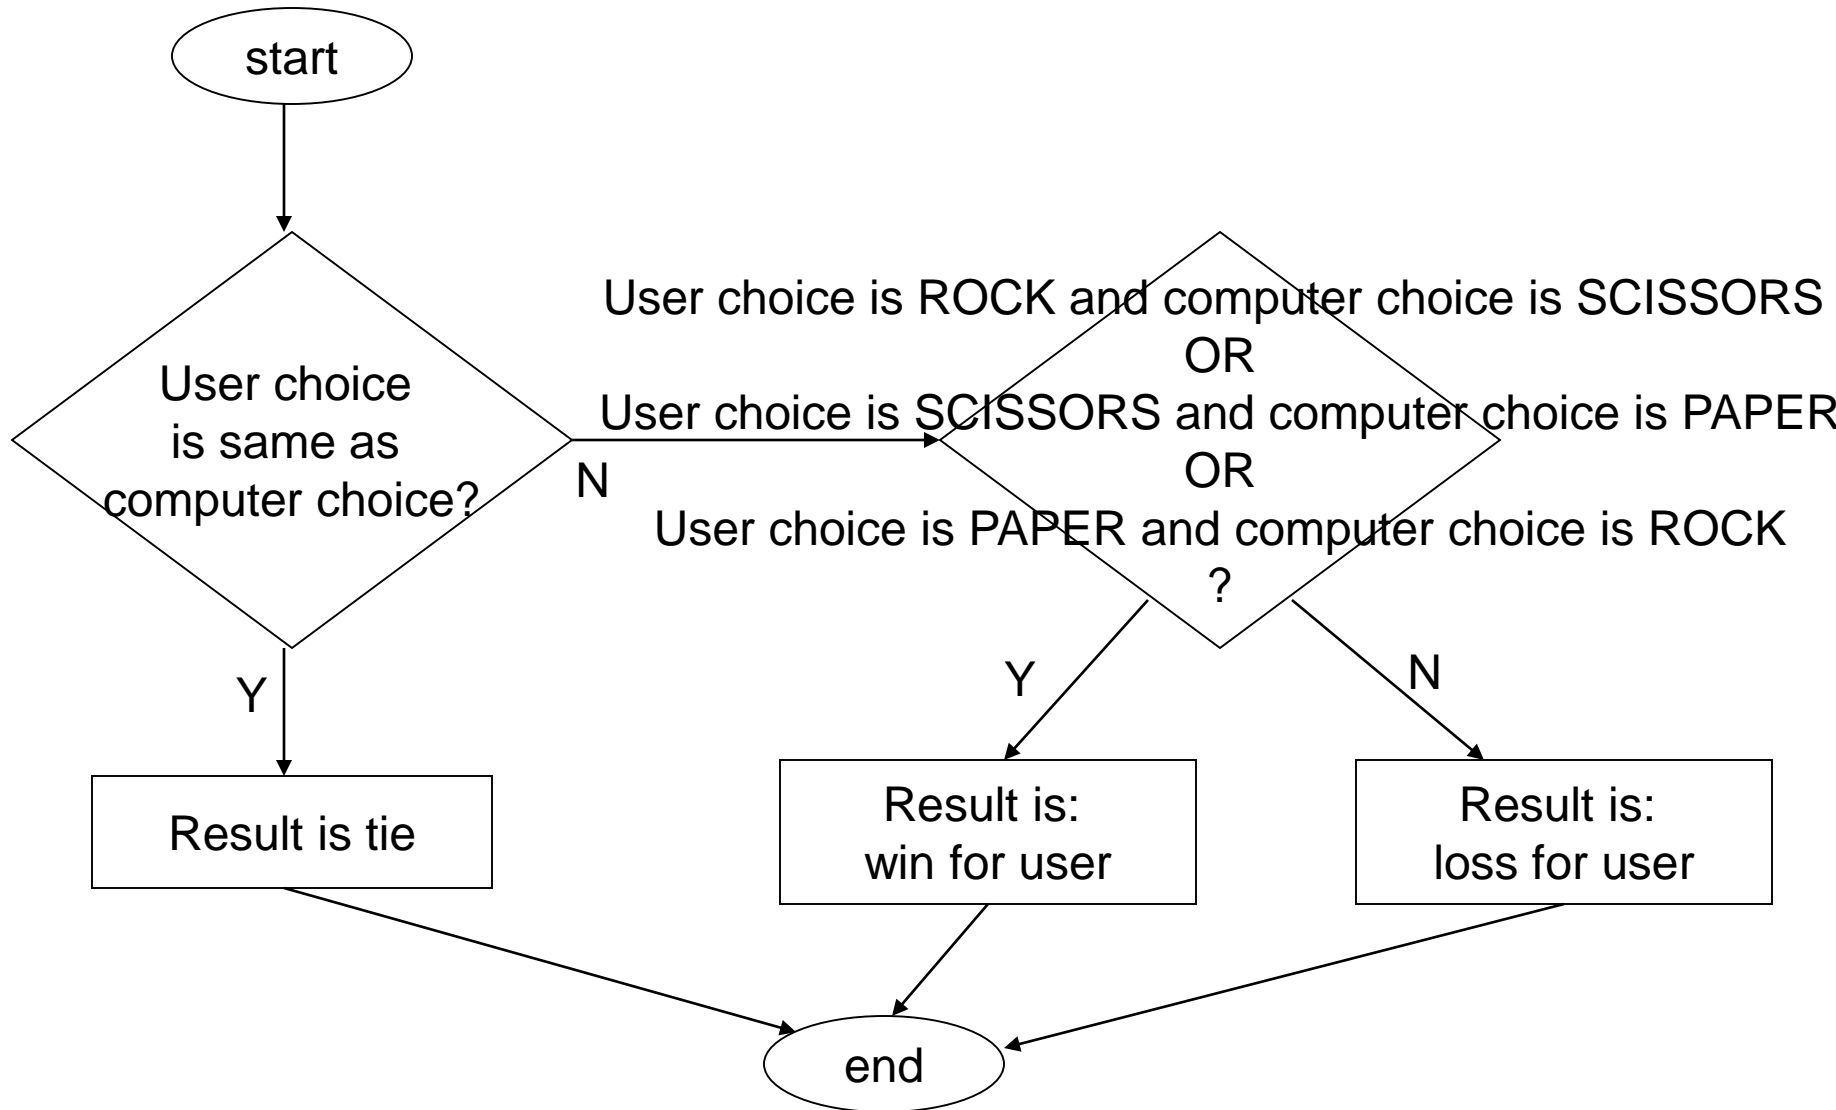 start
User choice
is same as
computer choice?
N
Y
User choice is ROCK and computer choice is SCISSORS
OR
User choice is SCISSORS and computer choice is PAPER
OR
User choice is PAPER and computer choice is ROCK
?
Y
N
Result is tie
Result is:
win for user
Result is:
loss for user
end